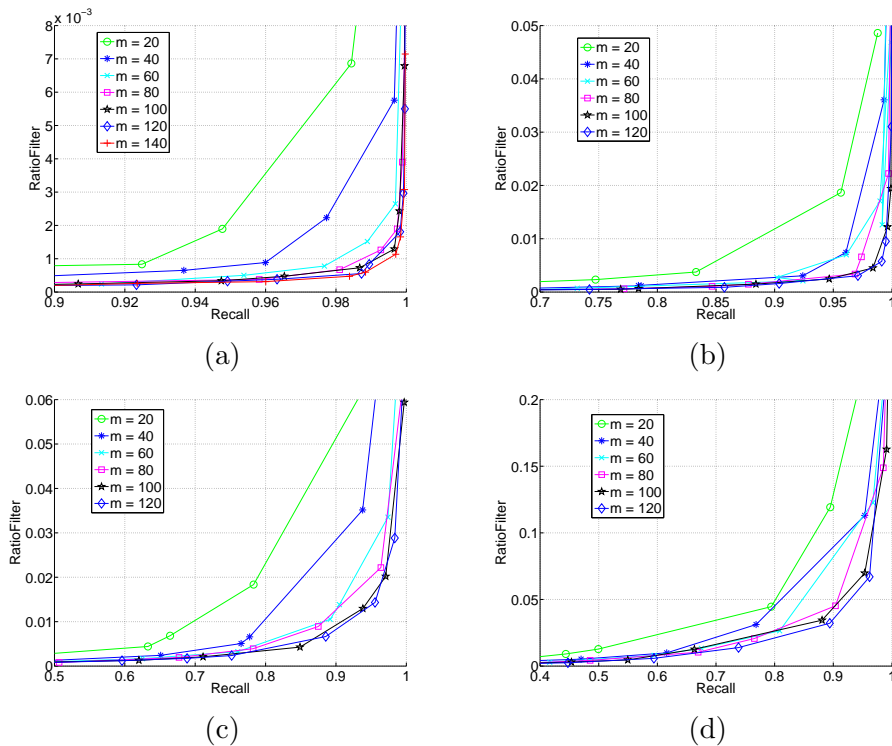 x 10⁻³
8
7
6
5
4
3
2
1
0
RatioFilter
m = 20
m = 40
m = 60
m = 80
m = 100
m = 120
m = 140
0.9 0.92 0.94 0.96 0.98 1
Recall
(a)
0.05
0.04
0.03
0.02
0.01
0
RatioFilter
m = 20
m = 40
m = 60
m = 80
m = 100
m = 120
0.7 0.75 0.8 0.85 0.9 0.95 1
Recall
(b)
0.06
0.05
0.04
0.03
0.02
0.01
0
RatioFilter
m = 20
m = 40
m = 60
m = 80
m = 100
m = 120
0.5 0.6 0.7 0.8 0.9 1
Recall
(c)
0.2
0.15
0.1
0.05
0
RatioFilter
m = 20
m = 40
m = 60
m = 80
m = 100
m = 120
0.4 0.5 0.6 0.7 0.8 0.9 1
Recall
(d)